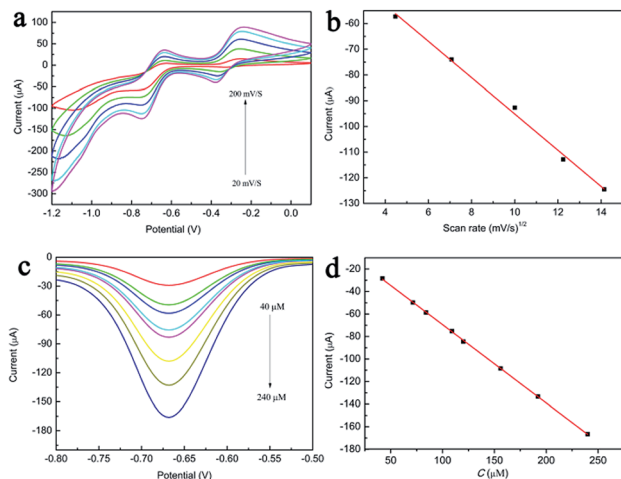 a
100
50
0
-50
-100
-150
-200
-250
-300
Current (μA)
200 mV/S
20 mV/S
-1.2 -1.0 -0.8 -0.6 -0.4 -0.2 0.0
Potential (V)
b
-60
-70
-80
-90
-100
-110
-120
-130
Current (μA)
4 6 8 10 12 14
Scan rate (mV/s)1/2
c
0
-30
-60
-90
-120
-150
-180
Current (μA)
40 μM
240 μM
-0.80 -0.75 -0.70 -0.65 -0.60 -0.55 -0.50
Potential (V)
d
-20
-40
-60
-80
-100
-120
-140
-160
-180
Current (μA)
50 100 150 200 250
C (μM)